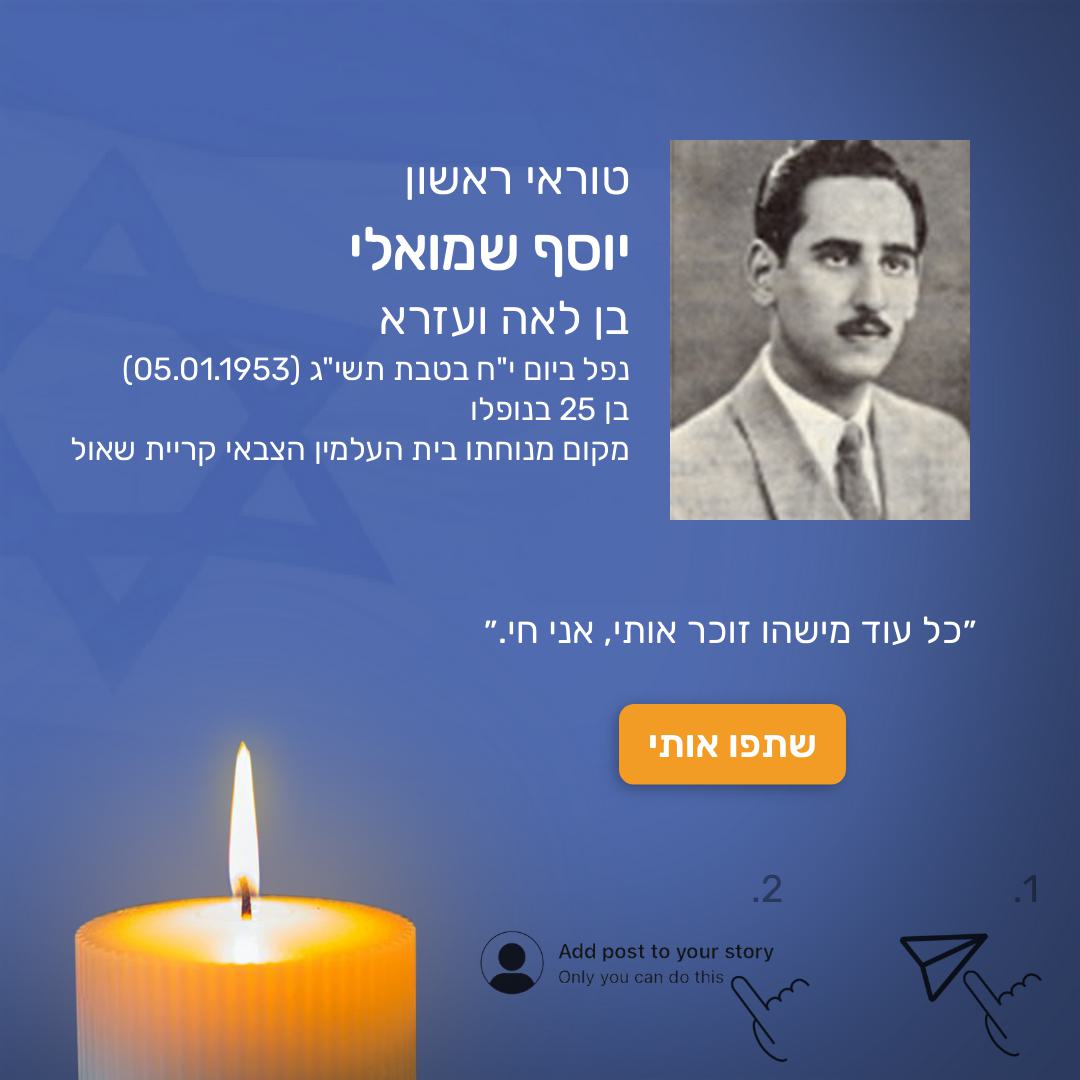 טוראי ראשון
יוסף שמואלי
בן לאה ועזרא
נפל ביום י"ח בטבת תשי"ג (05.01.1953)
בן 25 בנופלו
מקום מנוחתו בית העלמין הצבאי קריית שאול
״כל עוד מישהו זוכר אותי, אני חי.״
שתפו אותי
1.
2.
Add post to your story
Only you can do this